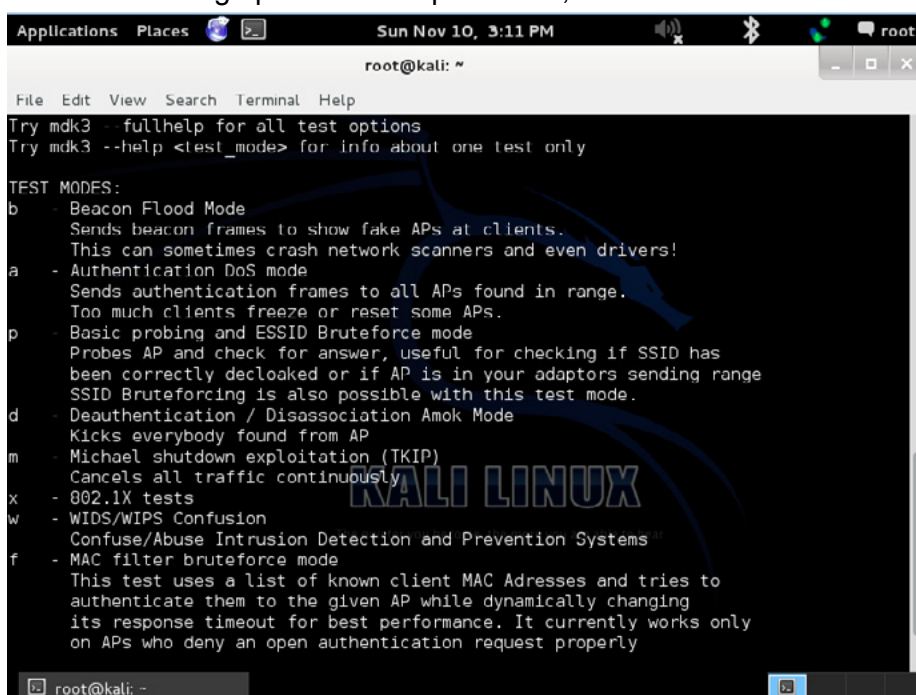 Applications Places Sun Nov 10, 3:11 PM root
root@kali: ~
File Edit View Search Terminal Help
Try mdk3 --fullhelp for all test options
Try mdk3 --help <test_mode> for info about one test only
TEST MODES:
b - Beacon Flood Mode
Sends beacon frames to show fake APs at clients.
This can sometimes crash network scanners and even drivers!
a - Authentication DoS mode
Sends authentication frames to all APs found in range.
Too much clients freeze or reset some APs.
p - Basic probing and ESSID Bruteforce mode
Probes AP and check for answer, useful for checking if SSID has
been correctly decloaked or if AP is in your adaptors sending range
SSID Bruteforcing is also possible with this test mode.
d - Deauthentication / Disassociation Amok Mode
Kicks everybody found from AP
m - Michael shutdown exploitation (TKIP)
Cancels all traffic continuously
KALI LINUX
x - 802.1X tests
w - WIDS/WIPS Confusion
Confuse/Abuse Intrusion Detection and Prevention Systems
f - MAC filter bruteforce mode
This test uses a list of known client MAC Adresses and tries to
authenticate them to the given AP while dynamically changing
its response timeout for best performance. It currently works only
on APs who deny an open authentication request properly
root@kali: ~